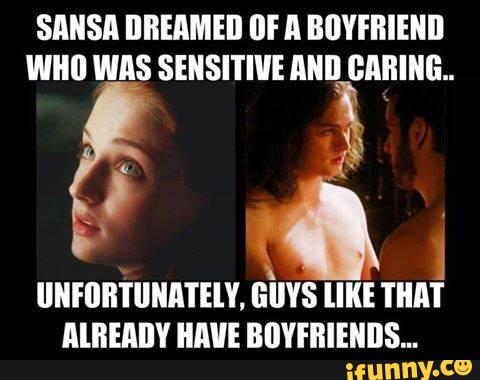 SANSA DREAMED OF A BOYFRIEND
WHO WAS SENSITIVE AND CARING..
UNFORTUNATELY, GUYS LIKE THAT
ALREADY HAVE BOYFRIENDS...
ifunny.co